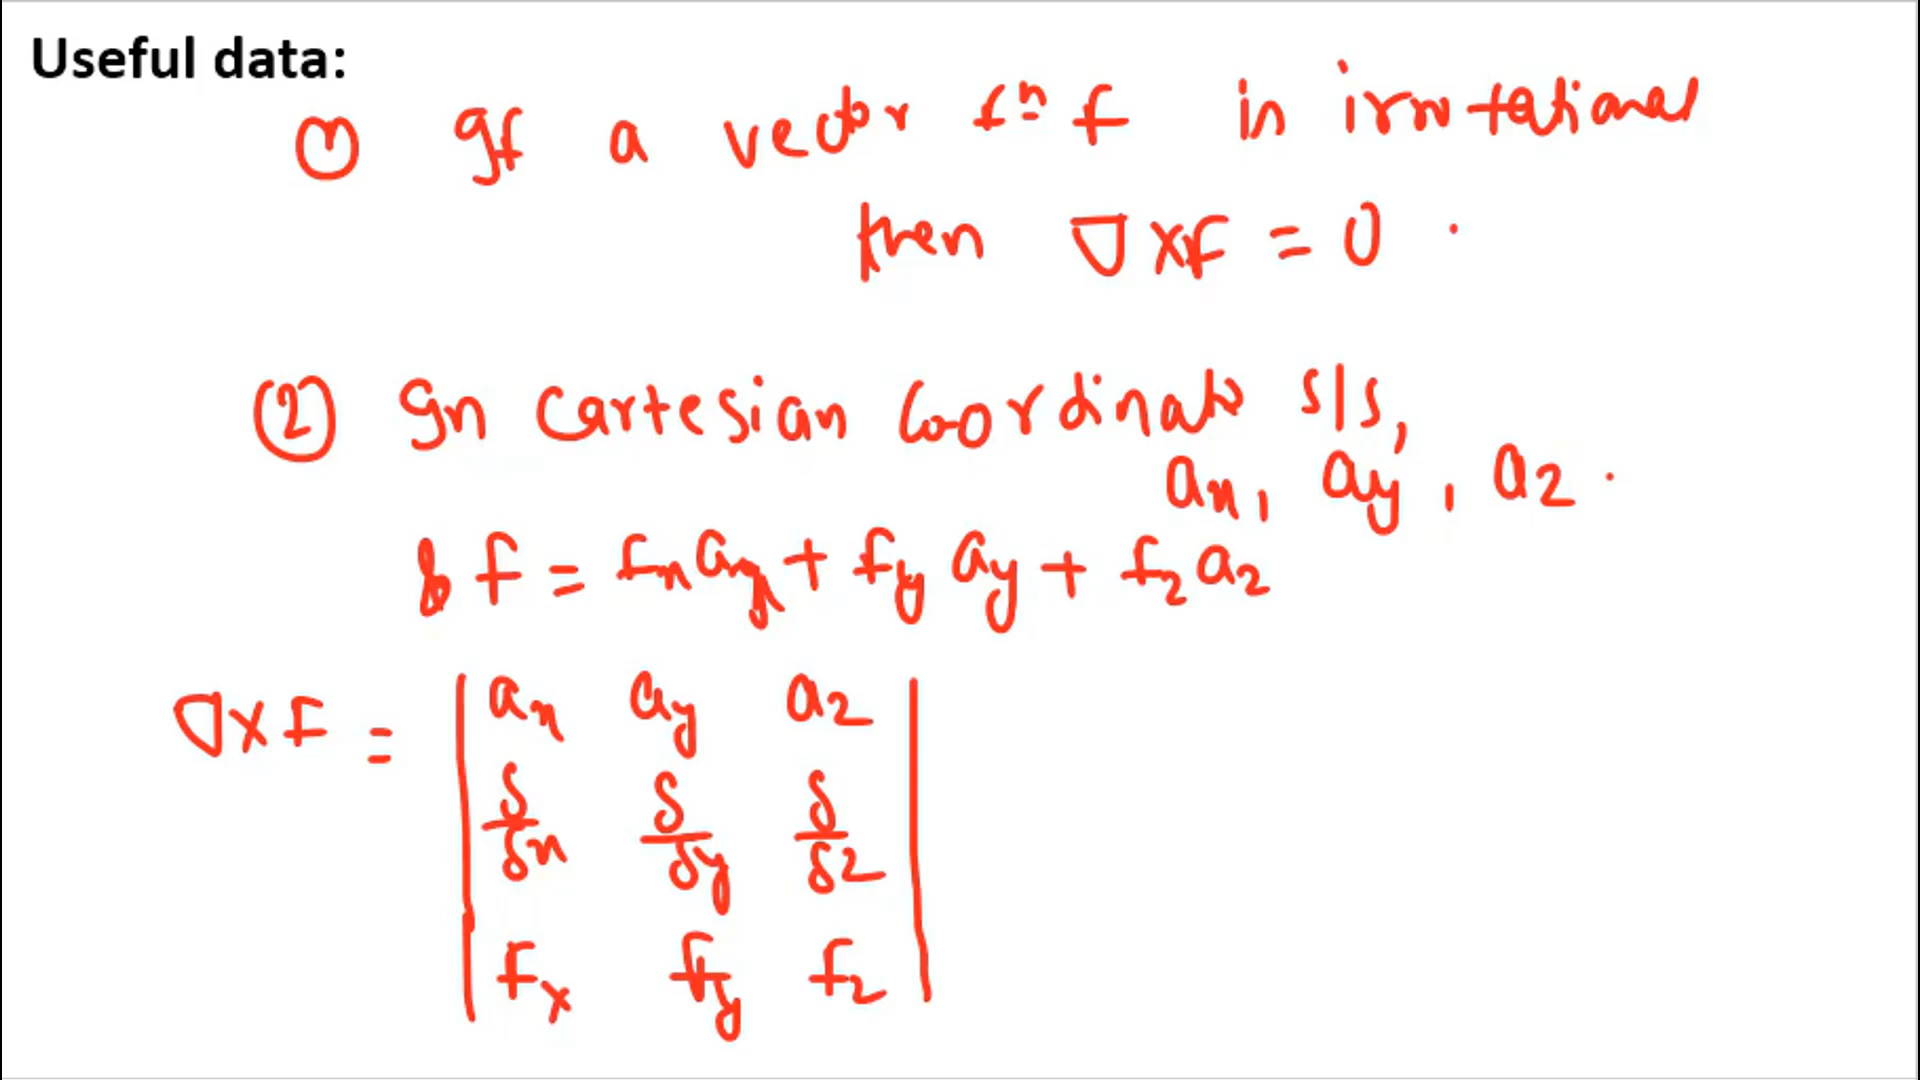 Useful data:
① If a vector fⁿ F is irrotational
then ∇×F = 0 .
② In Cartesian Coordinate s/s,
ax, ay, az .
& F = Fx ax + Fy ay + Fz az
∇×F = | ax ay az |
| δ/δx δ/δy δ/δz |
| Fx Fy Fz |